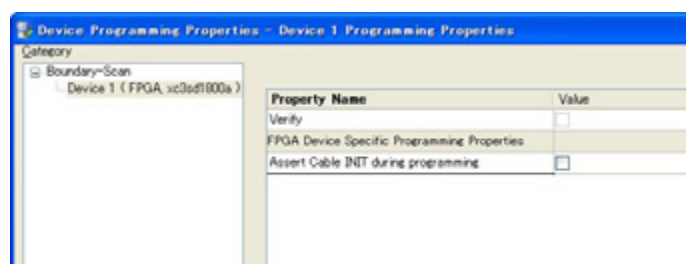 Device Programming Properties - Device 1 Programming Properties
Category
Boundary-Scan
Device 1 ( FPGA, xc3sd1800a )
Property Name Value
Verify
FPGA Device Specific Programming Properties
Assert Cable INIT during programming